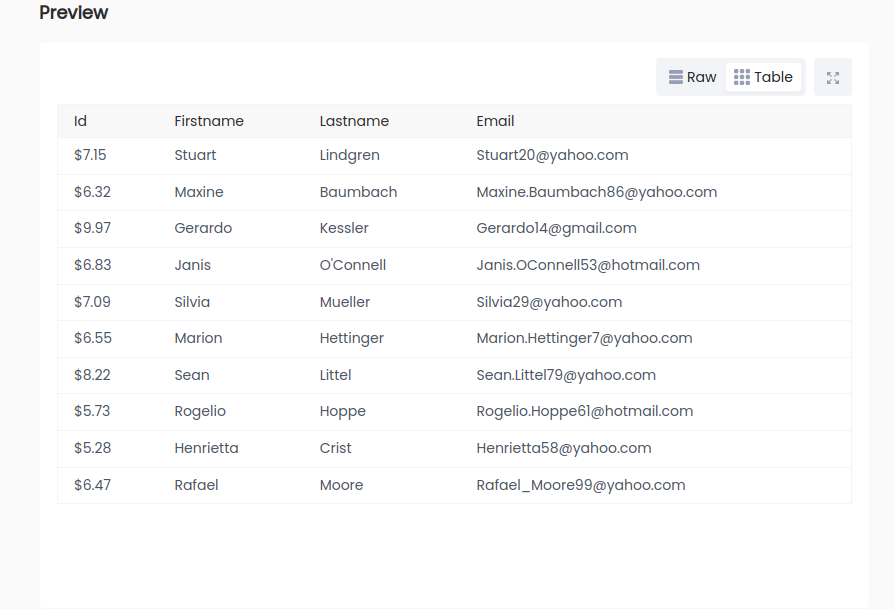 Preview
Raw Table
Id Firstname Lastname Email
$7.15 Stuart Lindgren Stuart20@yahoo.com
$6.32 Maxine Baumbach Maxine.Baumbach86@yahoo.com
$9.97 Gerardo Kessler Gerardo14@gmail.com
$6.83 Janis O'Connell Janis.OConnell53@hotmail.com
$7.09 Silvia Mueller Silvia29@yahoo.com
$6.55 Marion Hettinger Marion.Hettinger7@yahoo.com
$8.22 Sean Littel Sean.Littel79@yahoo.com
$5.73 Rogelio Hoppe Rogelio.Hoppe61@hotmail.com
$5.28 Henrietta Crist Henrietta58@yahoo.com
$6.47 Rafael Moore Rafael_Moore99@yahoo.com